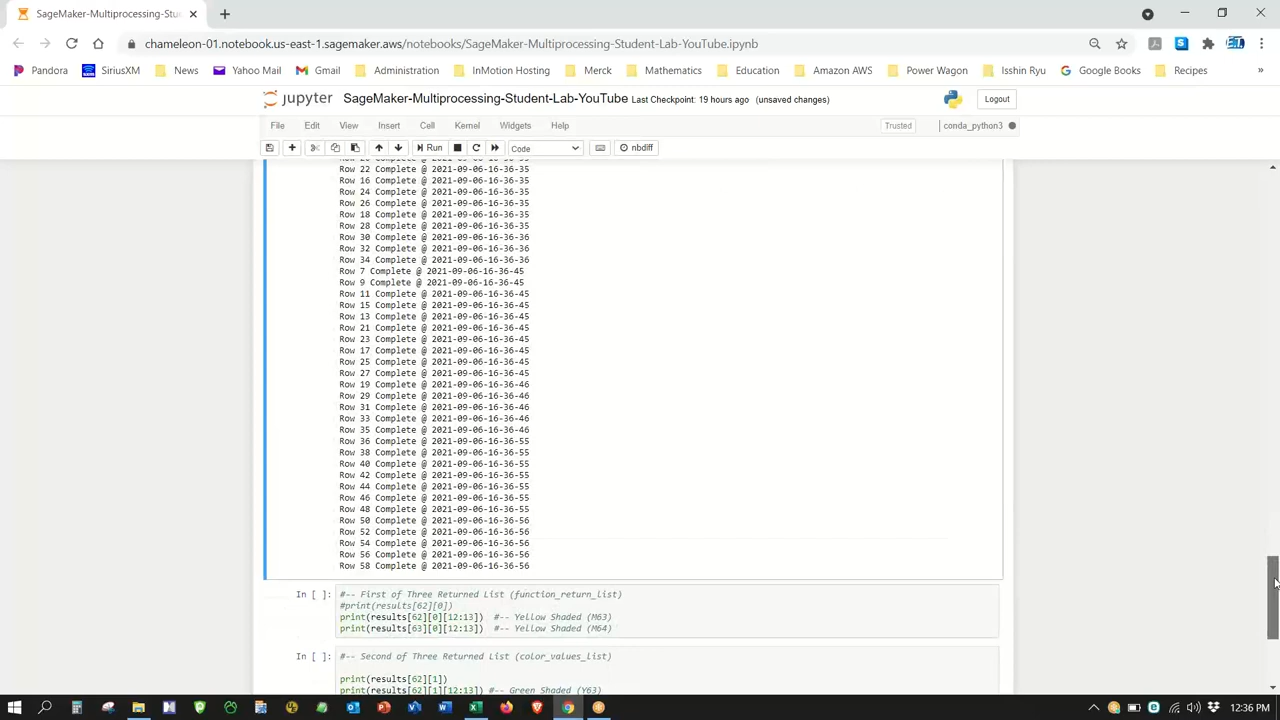 SageMaker-Multiprocessing-Stude
chameleon-01.notebook.us-east-1.sagemaker.aws/notebooks/SageMaker-Multiprocessing-Student-Lab-YouTube.ipynb
Pandora SiriusXM News Yahoo Mail Gmail Administration InMotion Hosting Merck Mathematics Education Amazon AWS Power Wagon Isshin Ryu Google Books Recipes »
jupyter SageMaker-Multiprocessing-Student-Lab-YouTube Last Checkpoint: 19 hours ago (unsaved changes) Logout
File Edit View Insert Cell Kernel Widgets Help Trusted conda_python3
Run Code nbdiff
Row 22 Complete @ 2021-09-06-16-36-35
Row 16 Complete @ 2021-09-06-16-36-35
Row 24 Complete @ 2021-09-06-16-36-35
Row 26 Complete @ 2021-09-06-16-36-35
Row 18 Complete @ 2021-09-06-16-36-35
Row 28 Complete @ 2021-09-06-16-36-35
Row 30 Complete @ 2021-09-06-16-36-36
Row 32 Complete @ 2021-09-06-16-36-36
Row 34 Complete @ 2021-09-06-16-36-36
Row 7 Complete @ 2021-09-06-16-36-45
Row 9 Complete @ 2021-09-06-16-36-45
Row 11 Complete @ 2021-09-06-16-36-45
Row 15 Complete @ 2021-09-06-16-36-45
Row 13 Complete @ 2021-09-06-16-36-45
Row 21 Complete @ 2021-09-06-16-36-45
Row 23 Complete @ 2021-09-06-16-36-45
Row 17 Complete @ 2021-09-06-16-36-45
Row 25 Complete @ 2021-09-06-16-36-45
Row 27 Complete @ 2021-09-06-16-36-45
Row 19 Complete @ 2021-09-06-16-36-46
Row 29 Complete @ 2021-09-06-16-36-46
Row 31 Complete @ 2021-09-06-16-36-46
Row 33 Complete @ 2021-09-06-16-36-46
Row 35 Complete @ 2021-09-06-16-36-46
Row 36 Complete @ 2021-09-06-16-36-55
Row 38 Complete @ 2021-09-06-16-36-55
Row 40 Complete @ 2021-09-06-16-36-55
Row 42 Complete @ 2021-09-06-16-36-55
Row 44 Complete @ 2021-09-06-16-36-55
Row 46 Complete @ 2021-09-06-16-36-55
Row 48 Complete @ 2021-09-06-16-36-55
Row 50 Complete @ 2021-09-06-16-36-56
Row 52 Complete @ 2021-09-06-16-36-56
Row 54 Complete @ 2021-09-06-16-36-56
Row 56 Complete @ 2021-09-06-16-36-56
Row 58 Complete @ 2021-09-06-16-36-56
In [ ]: #-- First of Three Returned List (function_return_list)
#print(results[62][0])
print(results[62][0][12:13]) #-- Yellow Shaded (M63)
print(results[63][0][12:13]) #-- Yellow Shaded (M64)
In [ ]: #-- Second of Three Returned List (color_values_list)
print(results[62][1])
print(results[62][1][12:13]) #-- Green Shaded (Y63)
12:36 PM